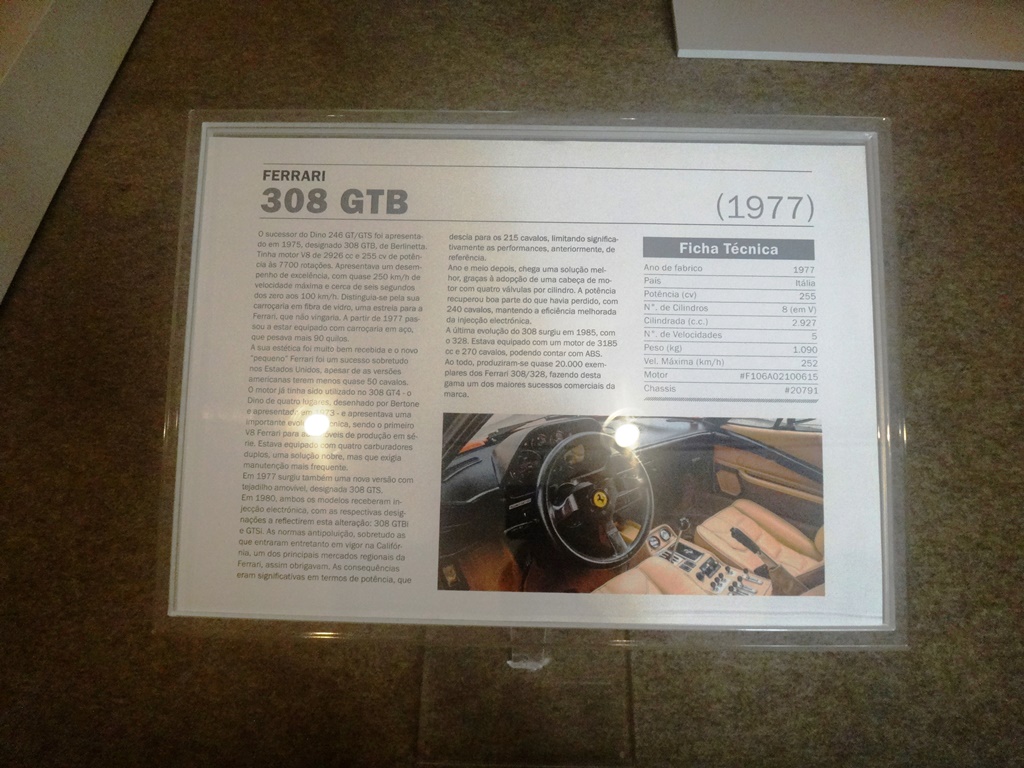 FERRARI
308 GTB
(1977)
O sucessor do Dino 246 GT/GTS foi apresenta-
do em 1975, designado 308 GTB, de Berlinetta.
Tinha motor V8 de 2926 cc e 255 cv de potên-
cia às 7700 rotações. Apresentava um desem-
penho de excelência, com quase 250 km/h de
velocidade máxima e cerca de seis segundos
dos zero aos 100 km/h. Distinguia-se pela sua
carroçaria em fibra de vidro, uma estreia para a
Ferrari, que não vingaria. A partir de 1977 pas-
sou a estar equipado com carroçaria em aço,
que pesava mais 90 quilos.
A sua estética foi muito bem recebida e o novo
"pequeno" Ferrari foi um sucesso sobretudo
nos Estados Unidos, apesar de as versões
americanas terem menos quase 50 cavalos.
O motor já tinha sido utilizado no 308 GT4 - o
Dino de quatro lugares, desenhado por Bertone
e apresentado em 1973 - e apresentava uma
importante técnica, sendo o primeiro
V8 Ferrari para automóveis de produção em sé-
rie. Estava equipado com quatro carburadores
duplos, uma solução nobre, mas que exigia
manutenção mais frequente.
Em 1977 surgiu também uma nova versão com
tejadilho amovível, designada 308 GTS.
Em 1980, ambos os modelos receberam in-
jecção electrónica, com as respectivas desig-
nações a reflectirem esta alteração: 308 GTBi
e GTSi. As normas antipoluição, sobretudo as
que entraram entretanto em vigor na Califór-
nia, um dos principais mercados regionais da
Ferrari, assim obrigavam. As consequências
eram significativas em termos de potência, que
descia para os 215 cavalos, limitando significa-
tivamente as performances, anteriormente, de
referência.
Ano e meio depois, chega uma solução mel-
hor, graças à adopção de uma cabeça de mo-
tor com quatro válvulas por cilindro. A potência
recuperou boa parte do que havia perdido, com
240 cavalos, mantendo a eficiência melhorada
da injecção electrónica.
A última evolução do 308 surgiu em 1985, com
o 328. Estava equipado com um motor de 3185
cc e 270 cavalos, podendo contar com ABS.
Ao todo, produziram-se quase 20.000 exem-
plares dos Ferrari 308/328, fazendo desta
gama um dos maiores sucessos comerciais da
marca.
Ficha Técnica
Ano de fabrico 1977
País Itália
Potência (cv) 255
Nº. de Cilindros 8 (em V)
Cilindrada (c.c.) 2.927
Nº. de Velocidades 5
Peso (kg) 1.090
Vel. Máxima (km/h) 252
Motor #F106A02100615
Chassis #20791